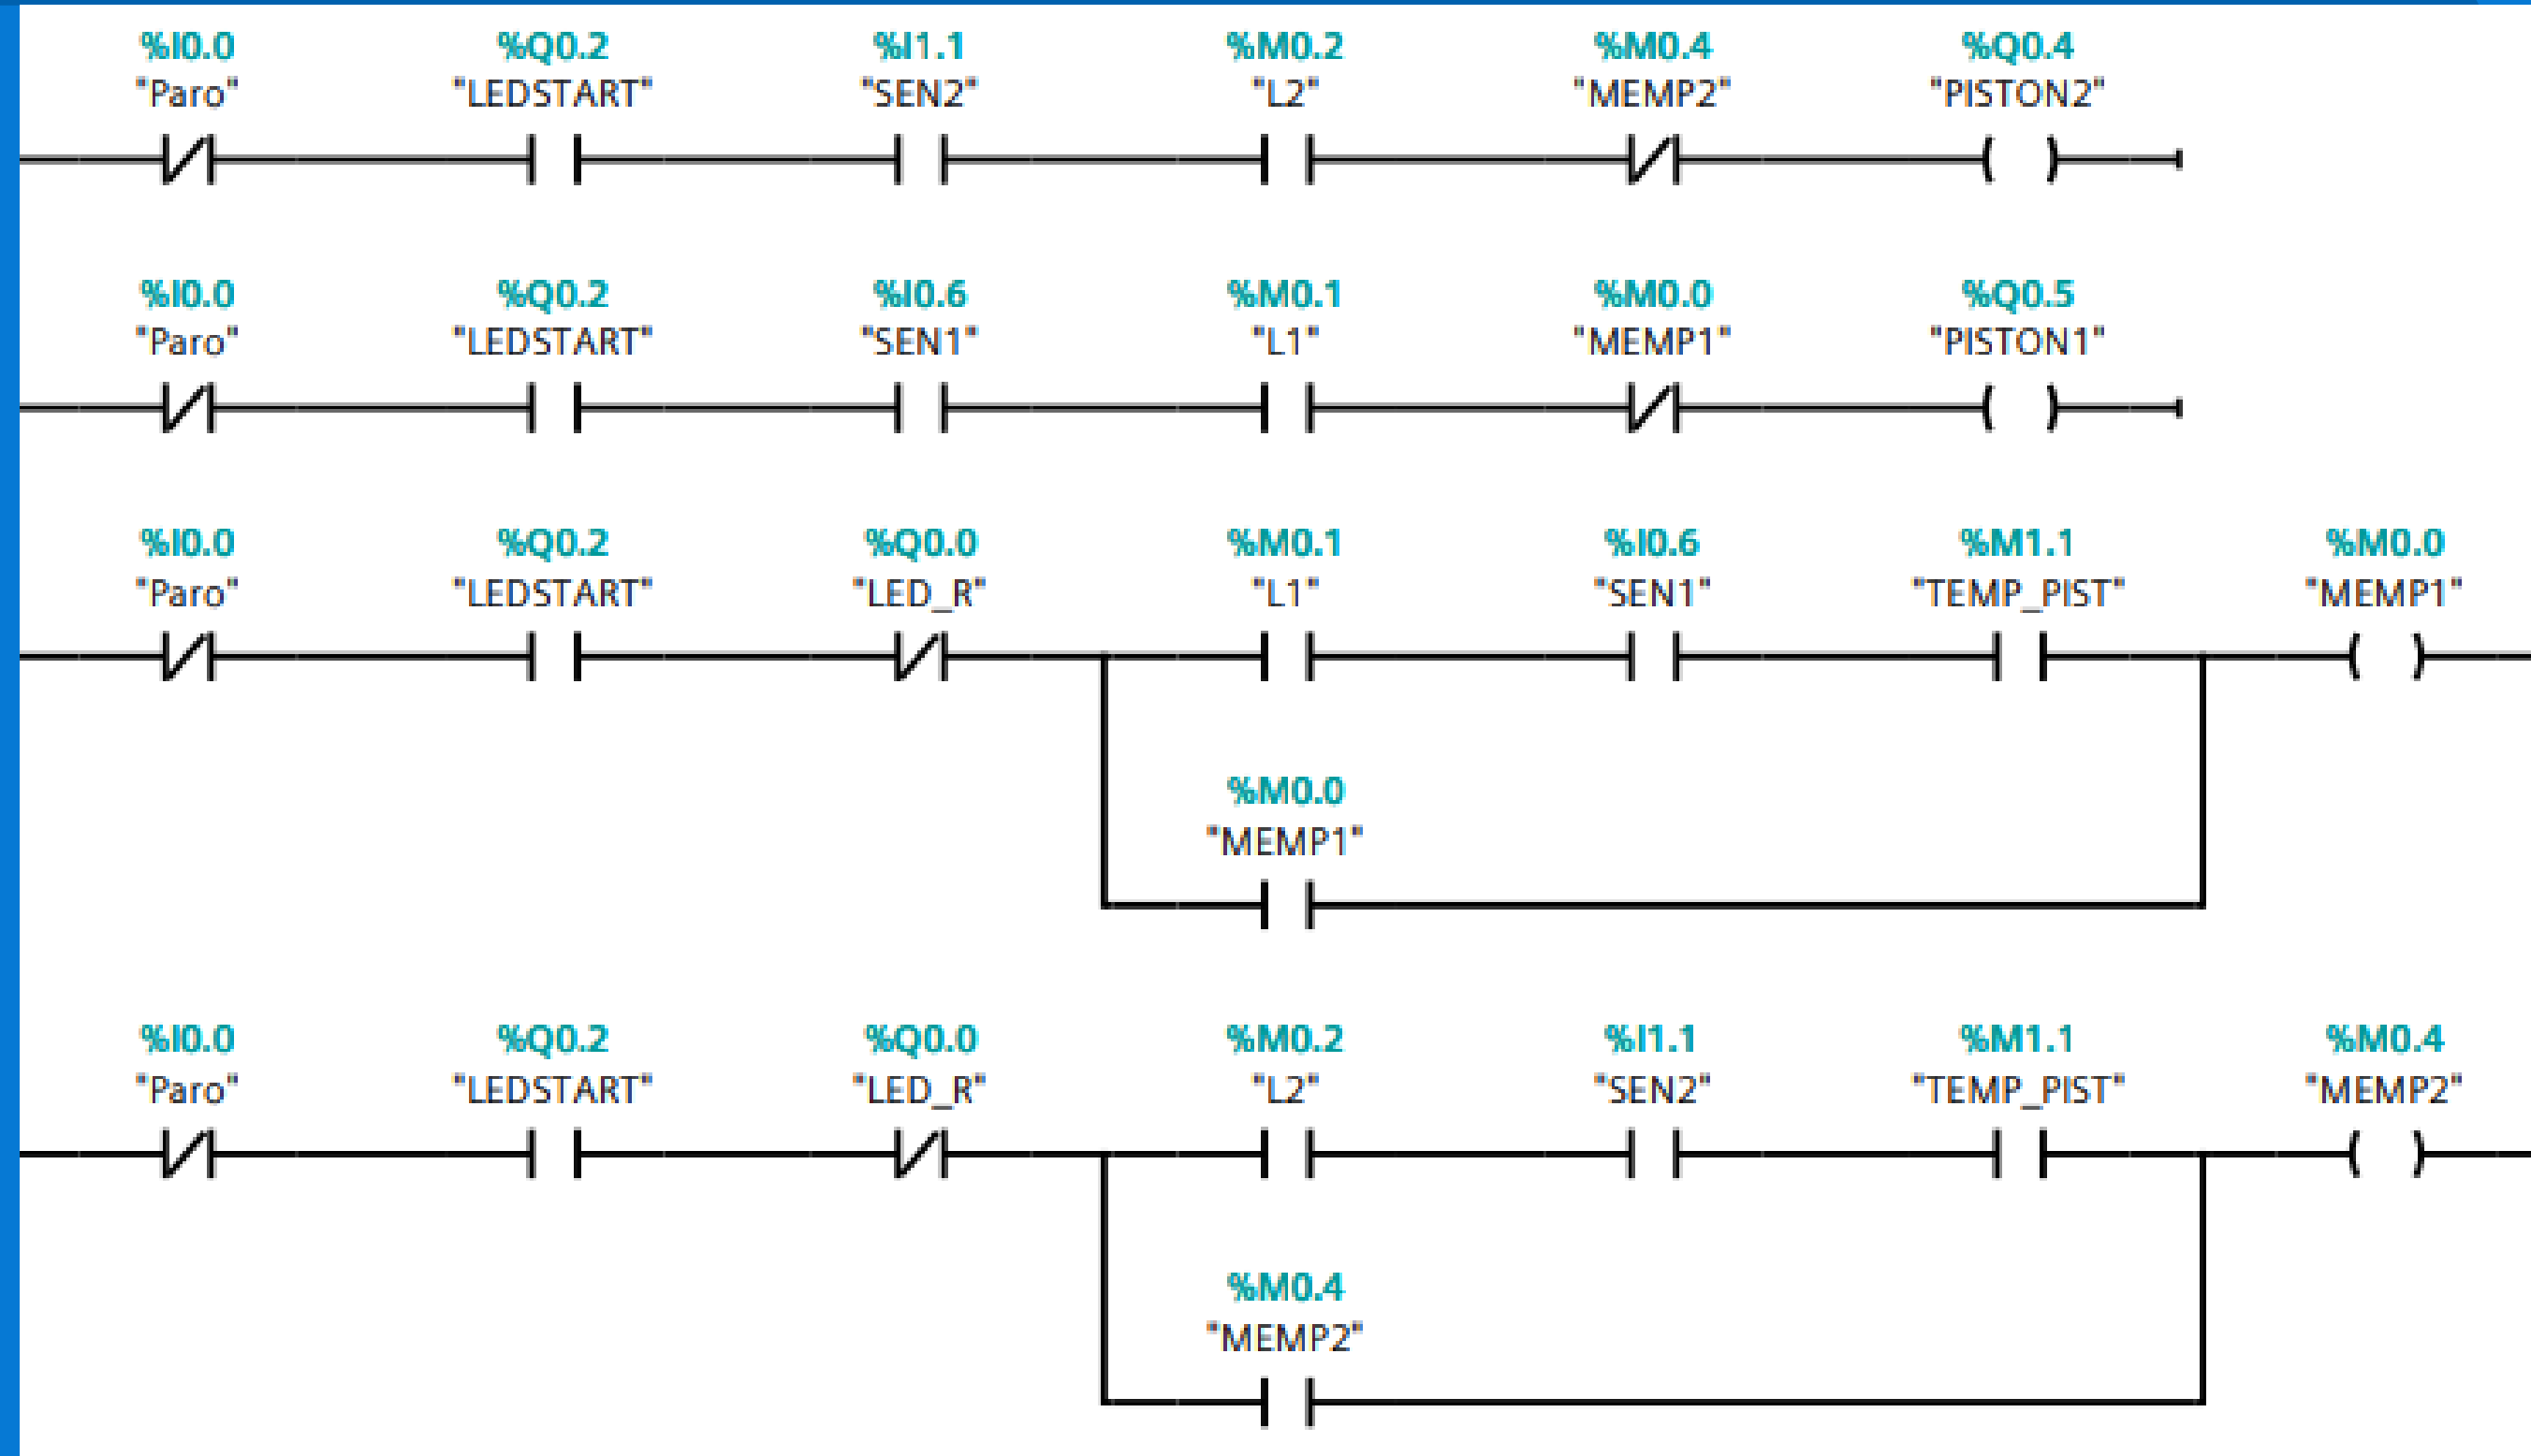 %I0.0 %Q0.2 %I1.1 %M0.2 %M0.4 %Q0.4
"Paro" "LEDSTART" "SEN2" "L2" "MEMP2" "PISTON2"
%I0.0 %Q0.2 %I0.6 %M0.1 %M0.0 %Q0.5
"Paro" "LEDSTART" "SEN1" "L1" "MEMP1" "PISTON1"
%I0.0 %Q0.2 %Q0.0 %M0.1 %I0.6 %M1.1 %M0.0
"Paro" "LEDSTART" "LED_R" "L1" "SEN1" "TEMP_PIST" "MEMP1"
%M0.0
"MEMP1"
%I0.0 %Q0.2 %Q0.0 %M0.2 %I1.1 %M1.1 %M0.4
"Paro" "LEDSTART" "LED_R" "L2" "SEN2" "TEMP_PIST" "MEMP2"
%M0.4
"MEMP2"